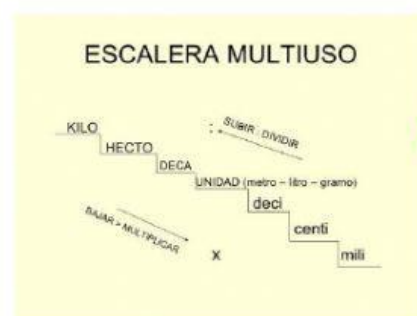 ESCALERA MULTIUSO
KILO
HECTO
DECA
UNIDAD (metro – litro – gramo)
deci
centi
mili
:
SUBIR : DIVIDIR
BAJAR > MULTIPLICAR
x